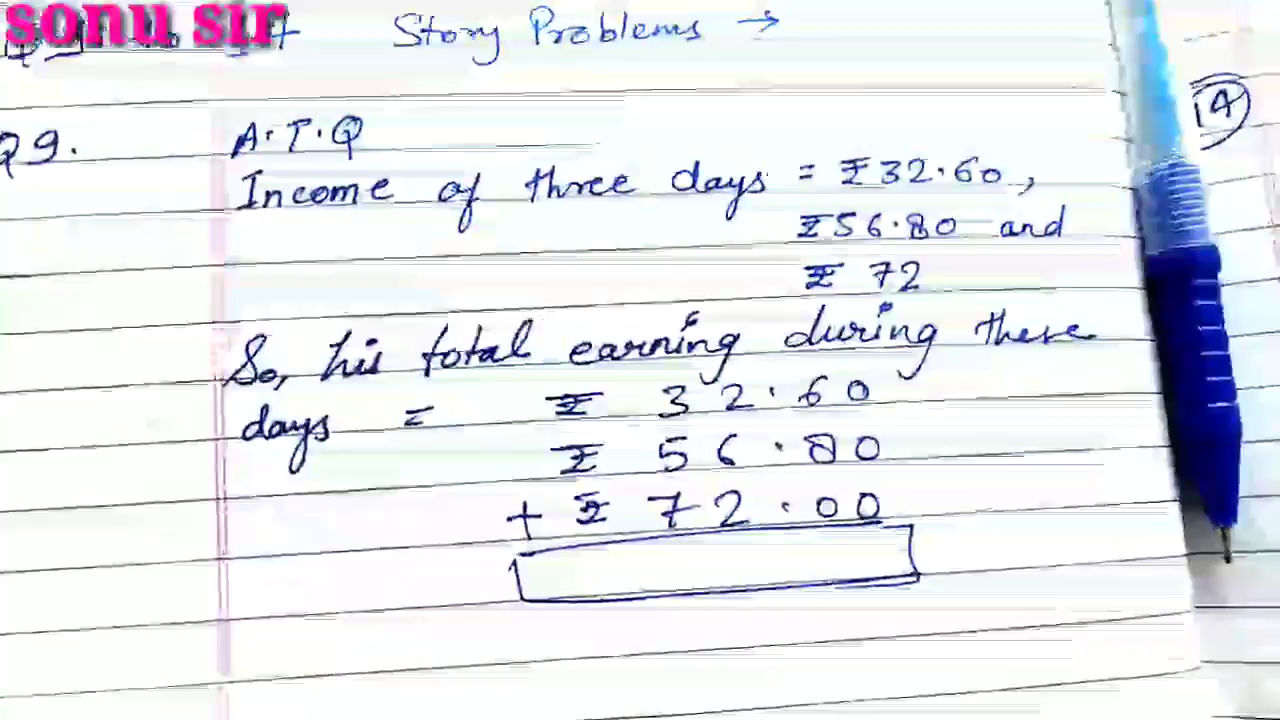 sonu sir
Story Problems →
Q9.
4
A.T.Q
Income of three days = ₹32.60,
₹56.80 and
₹ 72
So, his total earning during these
days = ₹ 32.60
₹ 56.80
+ ₹ 72.00